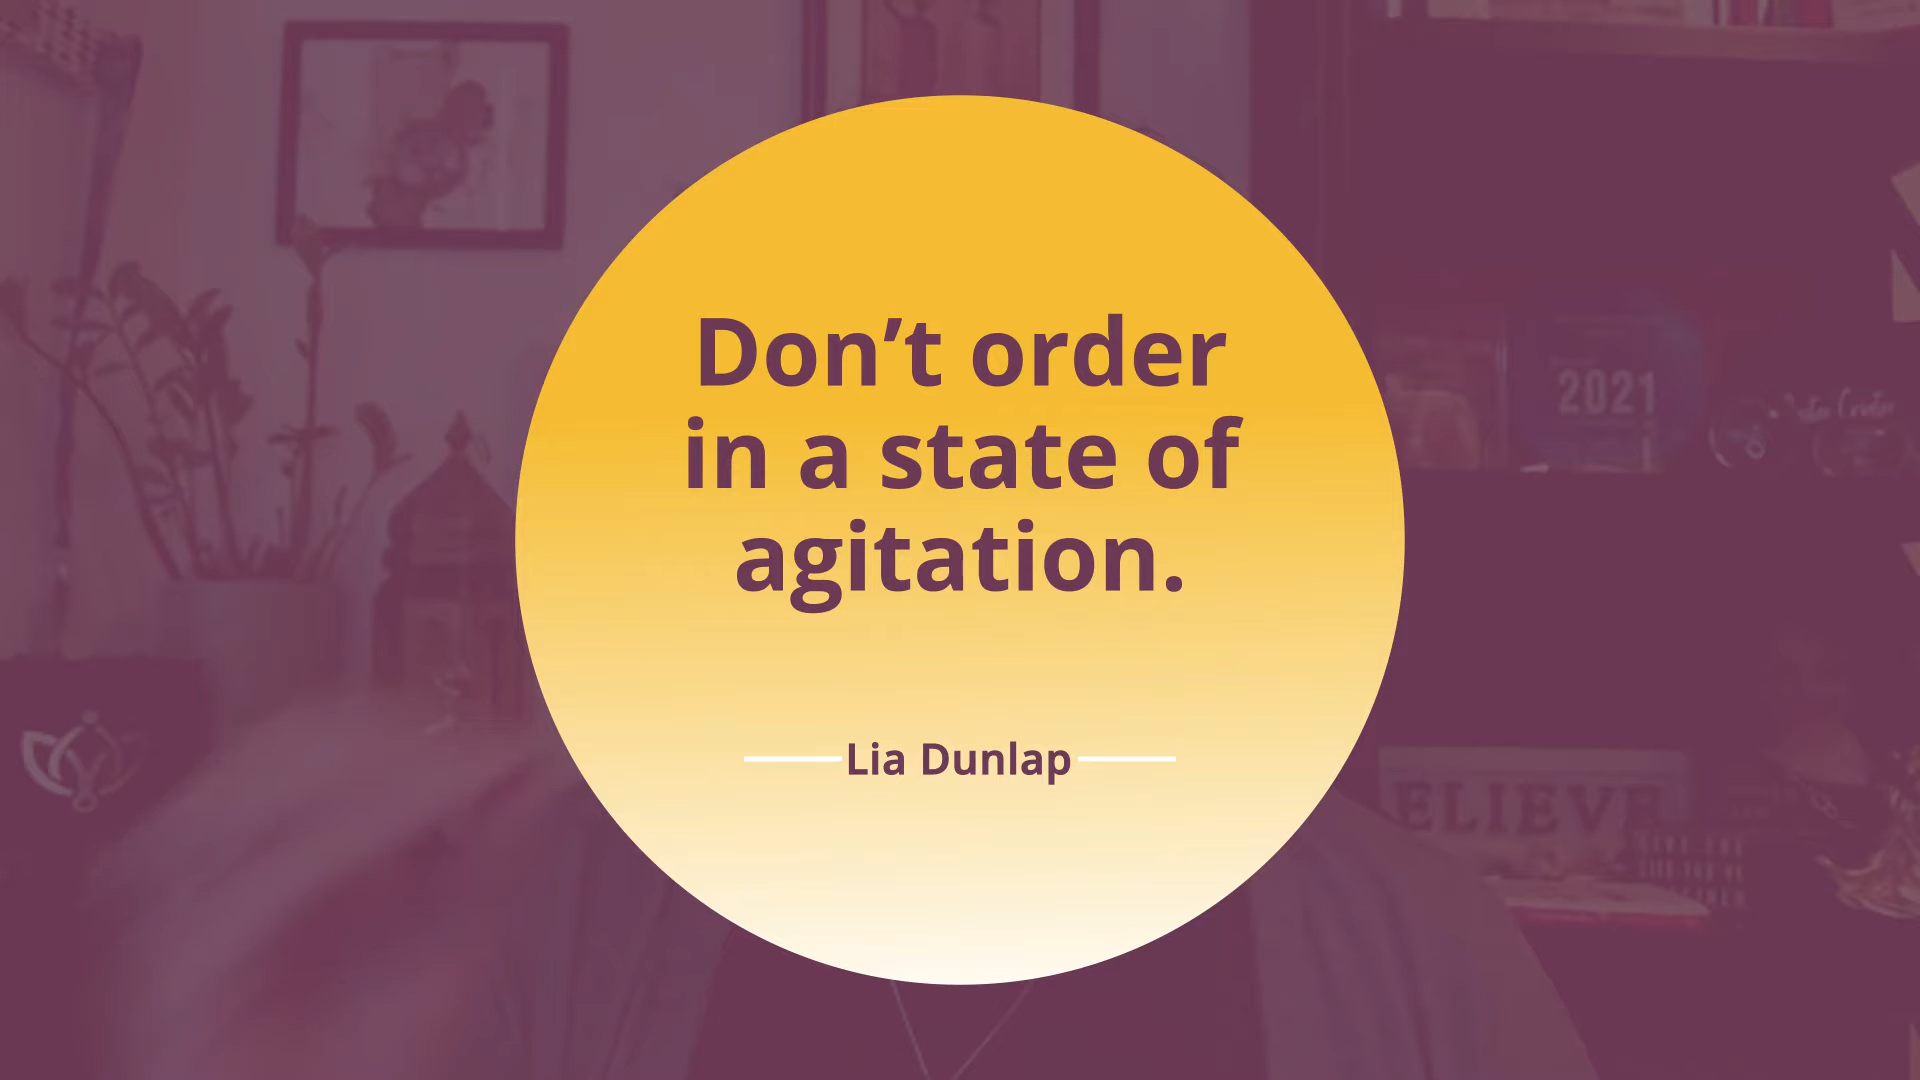 Don’t order
in a state of
agitation.
Lia Dunlap
2021
ELIEVE